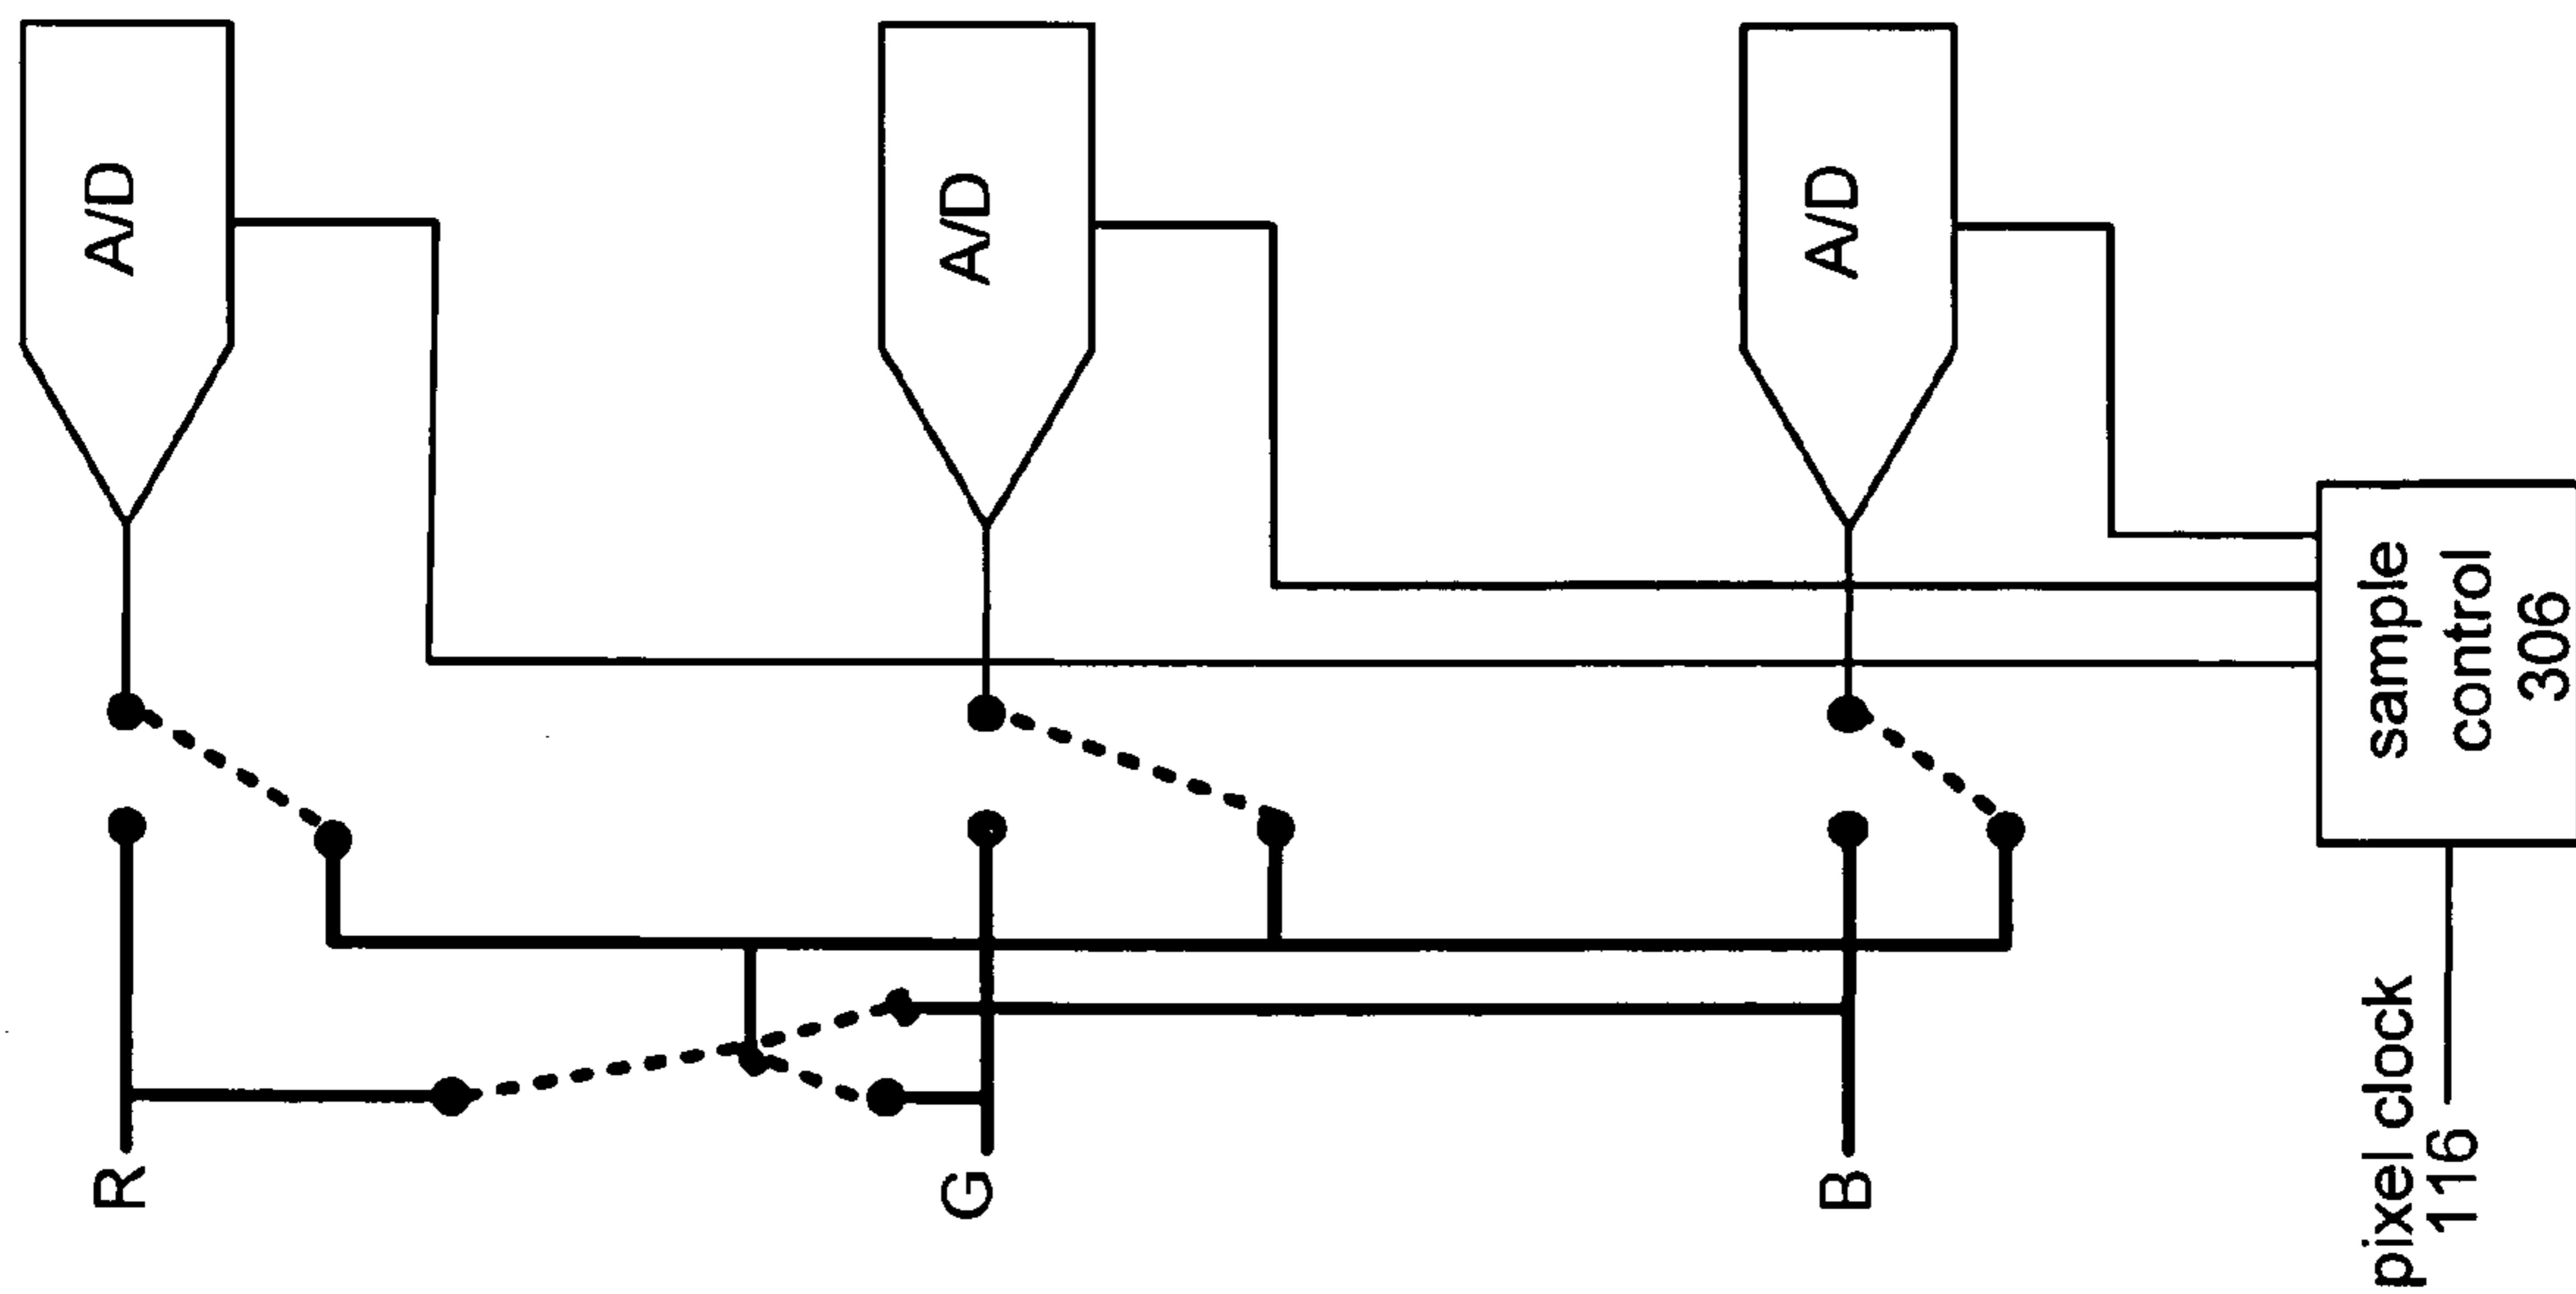 R
A/D
G
A/D
B
A/D
pixel clock
116
sample
control
306